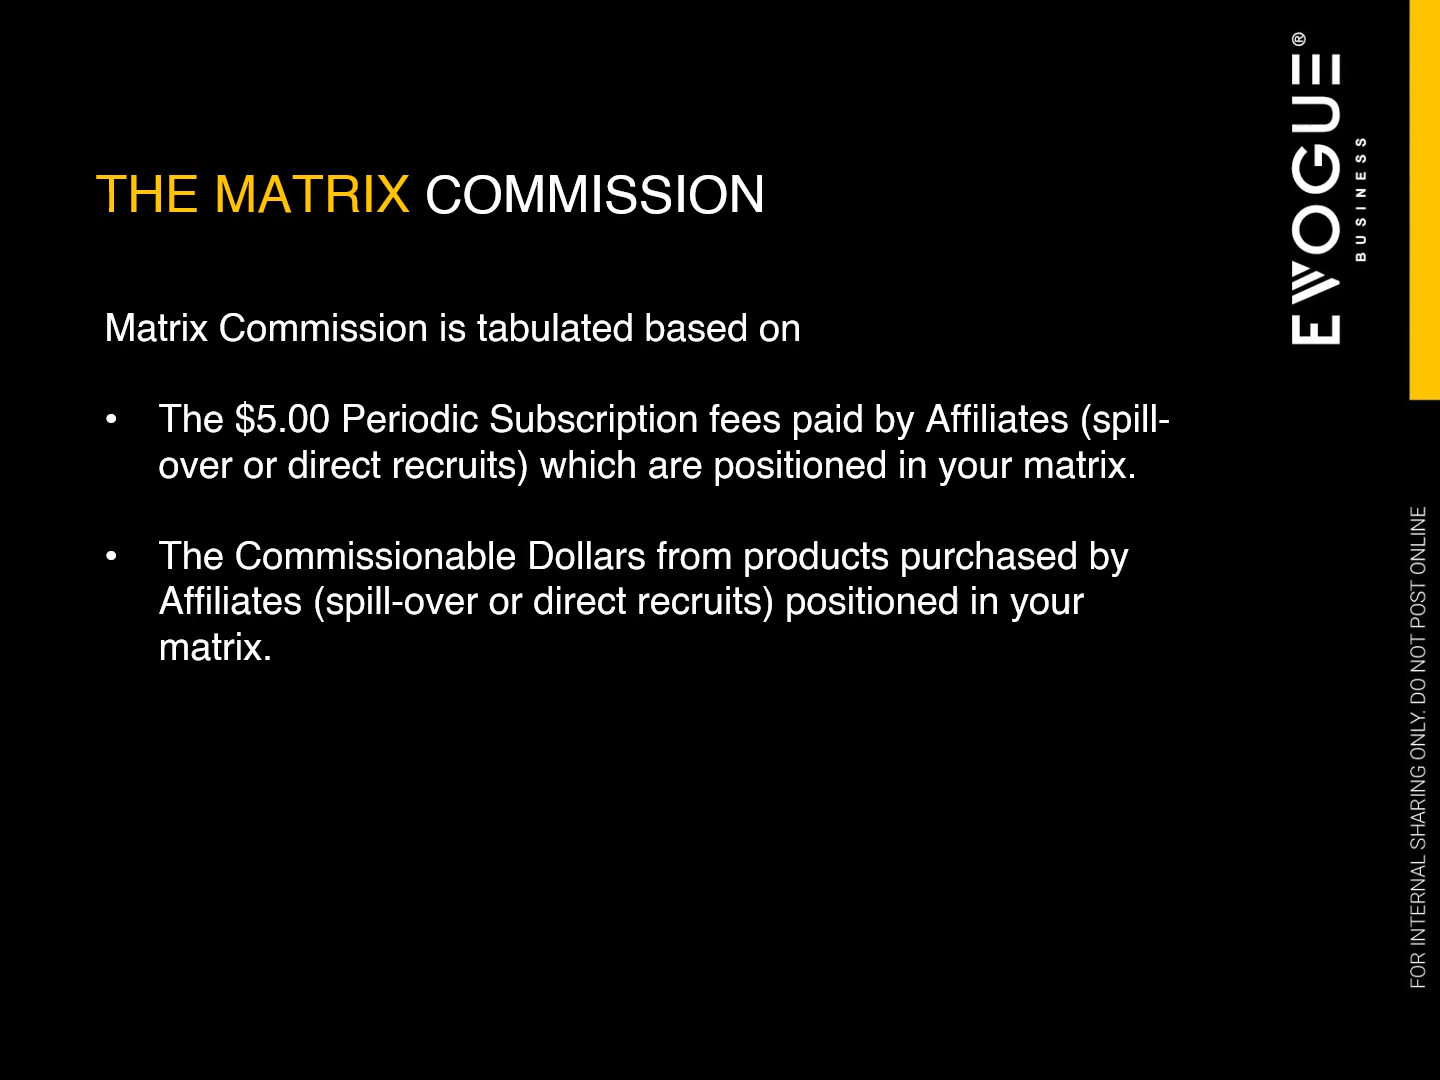 THE MATRIX COMMISSION
Matrix Commission is tabulated based on
• The $5.00 Periodic Subscription fees paid by Affiliates (spill-
over or direct recruits) which are positioned in your matrix.
• The Commissionable Dollars from products purchased by
Affiliates (spill-over or direct recruits) positioned in your
matrix.
EVOGUE®
BUSINESS
FOR INTERNAL SHARING ONLY. DO NOT POST ONLINE